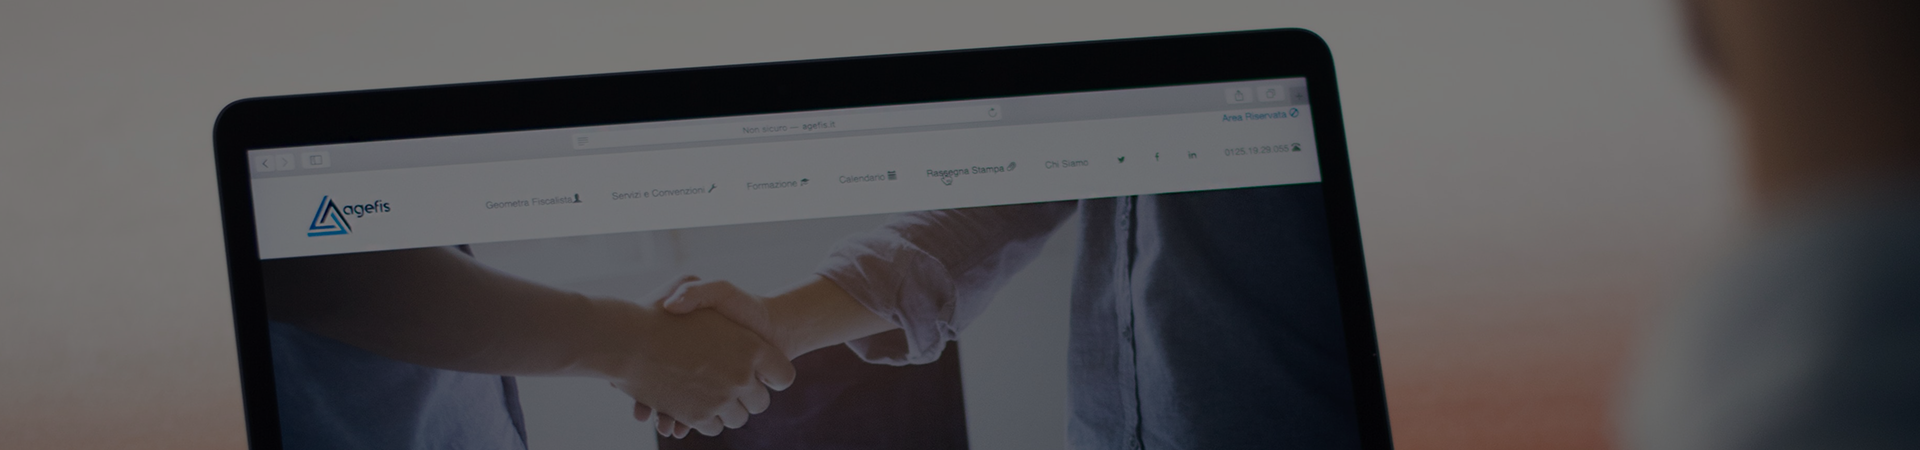 Non sicuro — agefis.it
Area Riservata
agefis
Geometra Fiscalista
Servizi e Convenzioni
Formazione
Calendario
Rassegna Stampa
Chi Siamo
0125.19.29.055